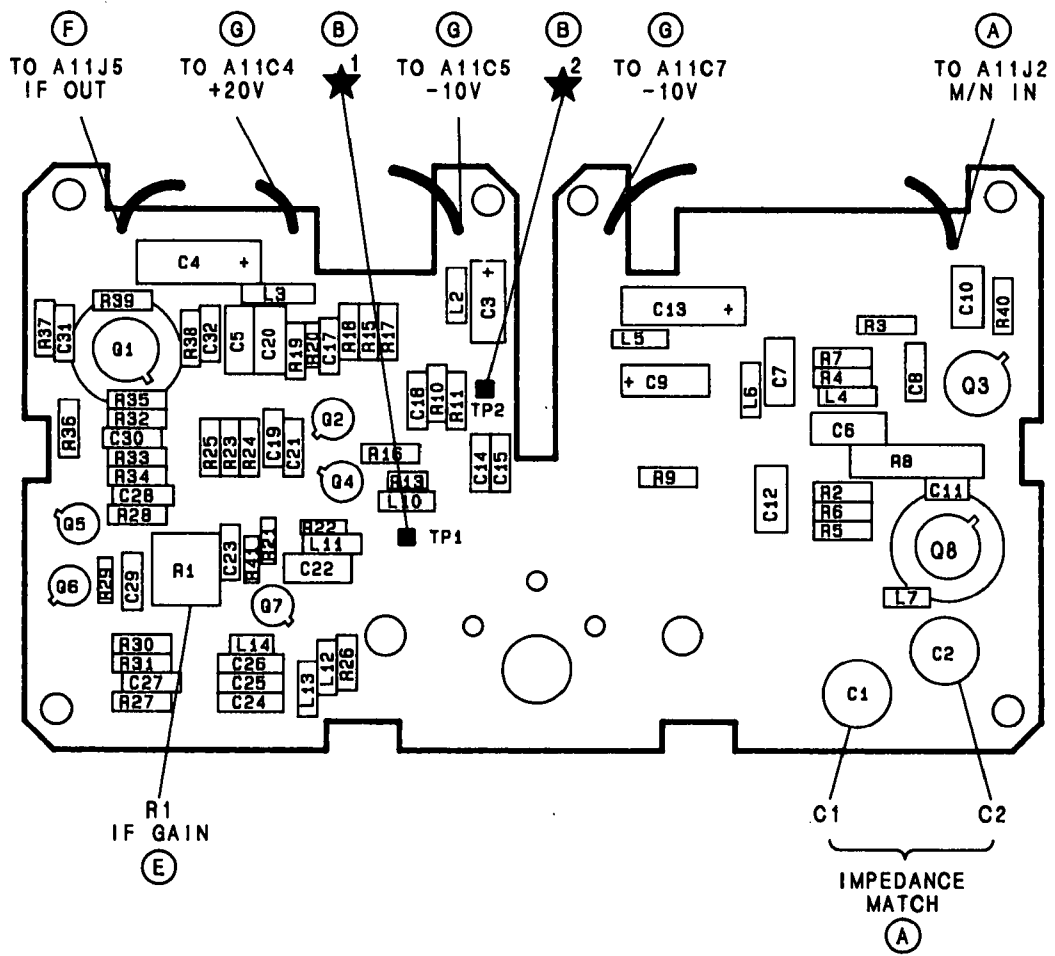 F G B G B G A
TO A11J5
IF OUT
TO A11C4
+20V
1
TO A11C5
-10V
2
TO A11C7
-10V
TO A11J2
M/N IN
C4 +
L3
L2
+
C3
C13 +
C10
R40
R39
R37
C31
Q1
R38
C32
C5
C20
R19
R20
C17
R18
R15
R17
L5
R3
C18
R10
R11
TP2
+ C9
L6
C7
R7
R4
L4
C8
Q3
R36
R35
R32
C30
R33
R34
C28
R28
R25
R23
R24
C19
C21
Q2
Q4
R16
R13
L10
C14
C15
R9
C12
C6
R8
C11
R2
R6
R5
Q8
L7
Q5
Q6
R29
C29
R1
C23
R41
R21
R22
L11
C22
TP1
Q7
R30
R31
C27
R27
L14
C26
C25
C24
L13
L12
R26
C1
C2
R1
IF GAIN
E
C1
C2
IMPEDANCE
MATCH
A